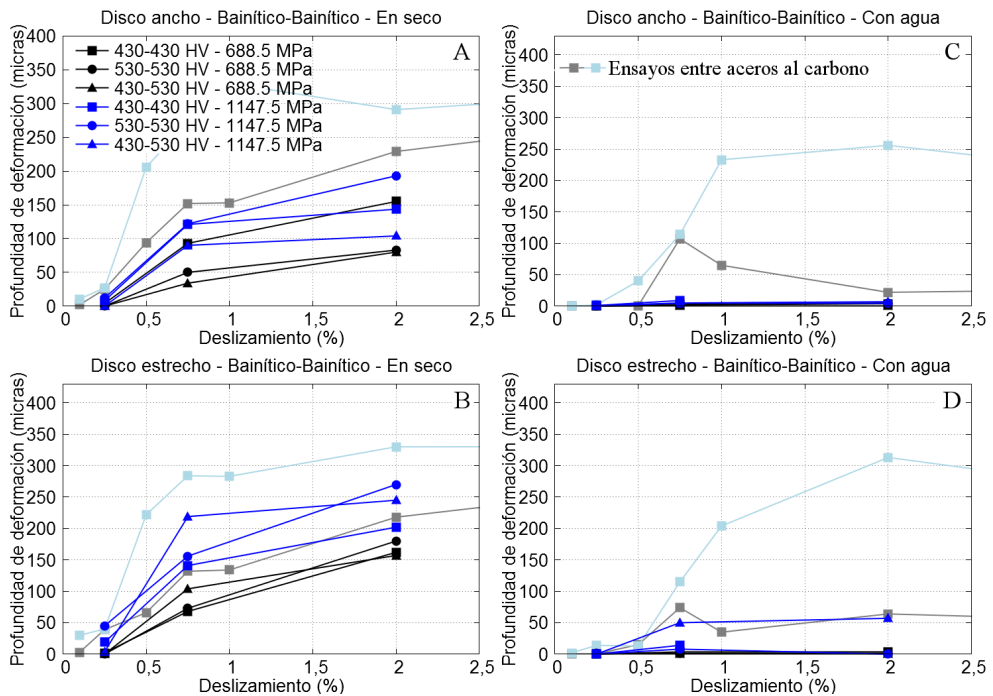 Disco ancho - Bainítico-Bainítico - En seco
Profundidad de deformación (micras)
400
350
300
250
200
150
100
50
0
430-430 HV - 688.5 MPa
530-530 HV - 688.5 MPa
430-530 HV - 688.5 MPa
430-430 HV - 1147.5 MPa
530-530 HV - 1147.5 MPa
430-530 HV - 1147.5 MPa
A
0 0,5 1 1,5 2 2,5
Deslizamiento (%)
Disco ancho - Bainítico-Bainítico - Con agua
Profundidad de deformación (micras)
400
350
300
250
200
150
100
50
0
Ensayos entre aceros al carbono
C
0 0,5 1 1,5 2 2,5
Deslizamiento (%)
Disco estrecho - Bainítico-Bainítico - En seco
Profundidad de deformación (micras)
400
350
300
250
200
150
100
50
0
B
0 0,5 1 1,5 2 2,5
Deslizamiento (%)
Disco estrecho - Bainítico-Bainítico - Con agua
Profundidad de deformación (micras)
400
350
300
250
200
150
100
50
0
D
0 0,5 1 1,5 2 2,5
Deslizamiento (%)